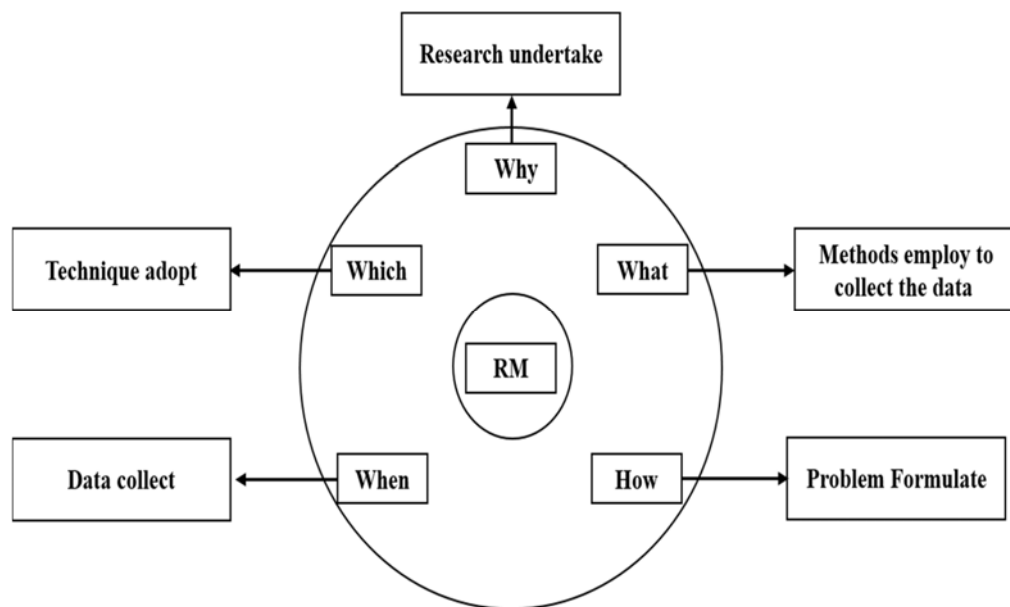 Research undertake
Why
Technique adopt
Which
What
Methods employ to
collect the data
RM
Data collect
When
How
Problem Formulate